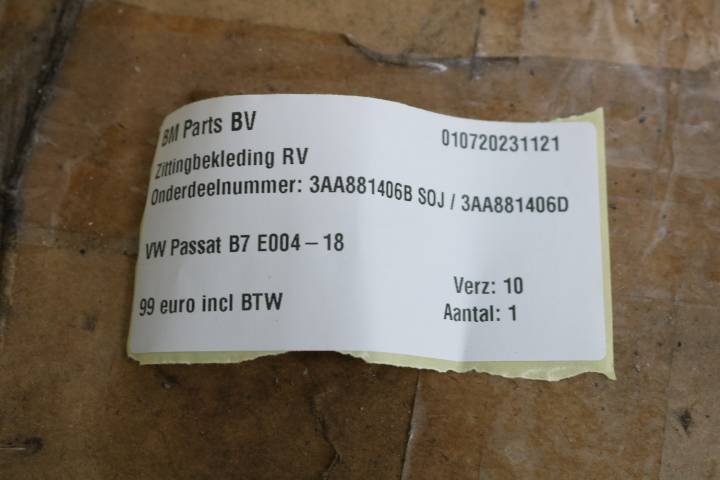 BM Parts BV
010720231121
Zittingbekleding RV
Onderdeelnummer: 3AA881406B SOJ / 3AA881406D
VW Passat B7 E004 – 18
99 euro incl BTW
Verz: 10
Aantal: 1